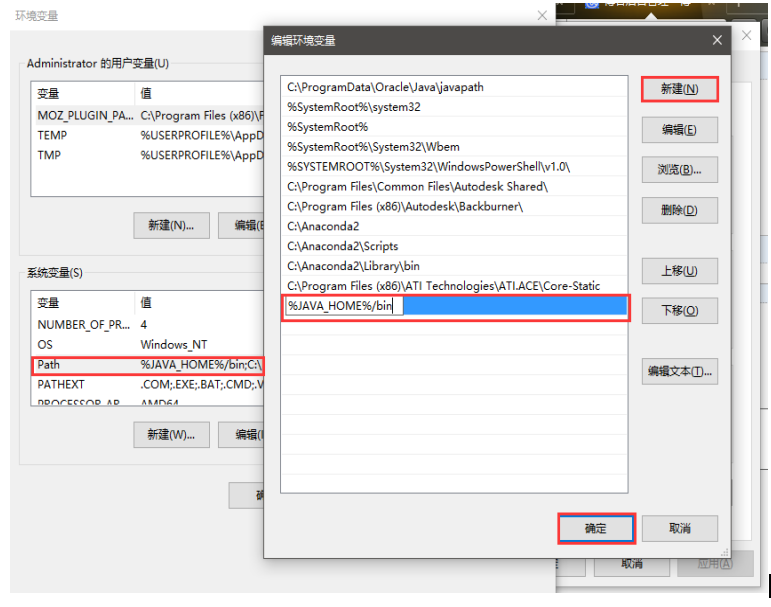 环境变量
Administrator 的用户变量(U)
变量 值
MOZ_PLUGIN_PA... C:\Program Files (x86)\F
TEMP %USERPROFILE%\AppD
TMP %USERPROFILE%\AppD
新建(N)... 编辑(E
系统变量(S)
变量 值
NUMBER_OF_PR... 4
OS Windows_NT
Path %JAVA_HOME%/bin;C:\
PATHEXT .COM;.EXE;.BAT;.CMD;.V
PROCESSOR_AR AMD64
新建(W)... 编辑(I
编辑环境变量
C:\ProgramData\Oracle\Java\javapath
%SystemRoot%\system32
%SystemRoot%
%SystemRoot%\System32\Wbem
%SYSTEMROOT%\System32\WindowsPowerShell\v1.0\
C:\Program Files\Common Files\Autodesk Shared\
C:\Program Files (x86)\Autodesk\Backburner\
C:\Anaconda2
C:\Anaconda2\Scripts
C:\Anaconda2\Library\bin
C:\Program Files (x86)\ATI Technologies\ATI.ACE\Core-Static
%JAVA_HOME%/bin
新建(N)
编辑(E)
浏览(B)...
删除(D)
上移(U)
下移(O)
编辑文本(T)...
确定 取消
取消 应用(A)